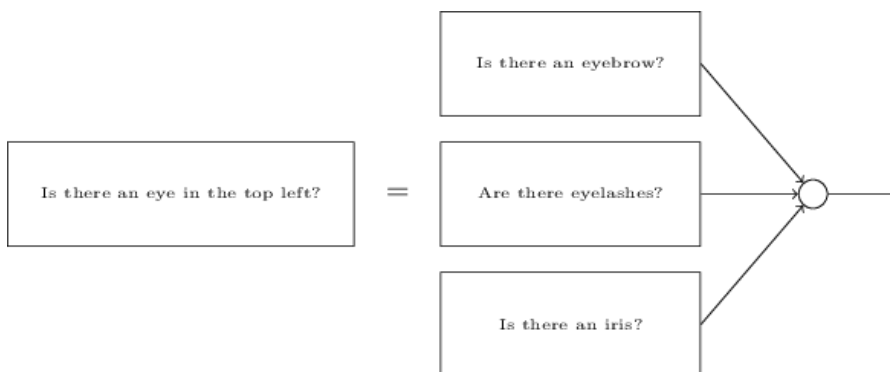 Is there an eyebrow?
Is there an eye in the top left?
=
Are there eyelashes?
Is there an iris?